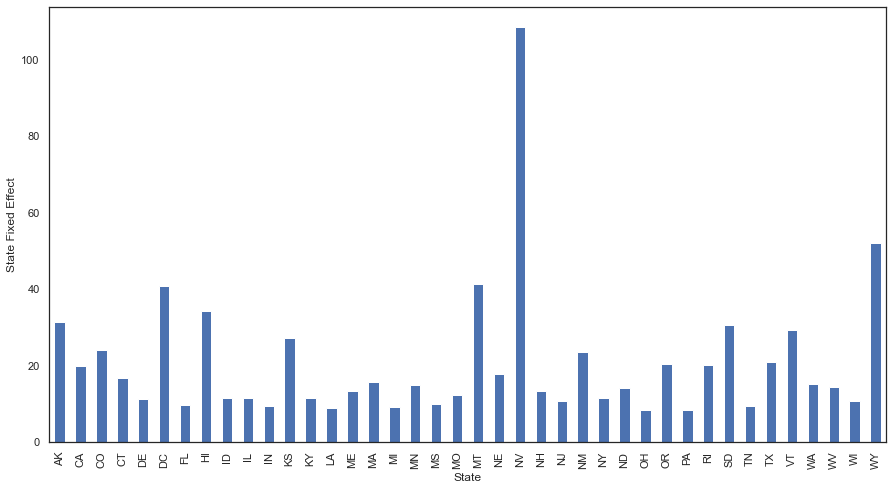 State Fixed Effect
100
80
60
40
20
0
AK CA CO CT DE DC FL HI ID IL IN KS KY LA ME MA MI MN MS MO MT NE NV NH NJ NM NY ND OH OR PA RI SD TN TX VT WA WV WI WY
State